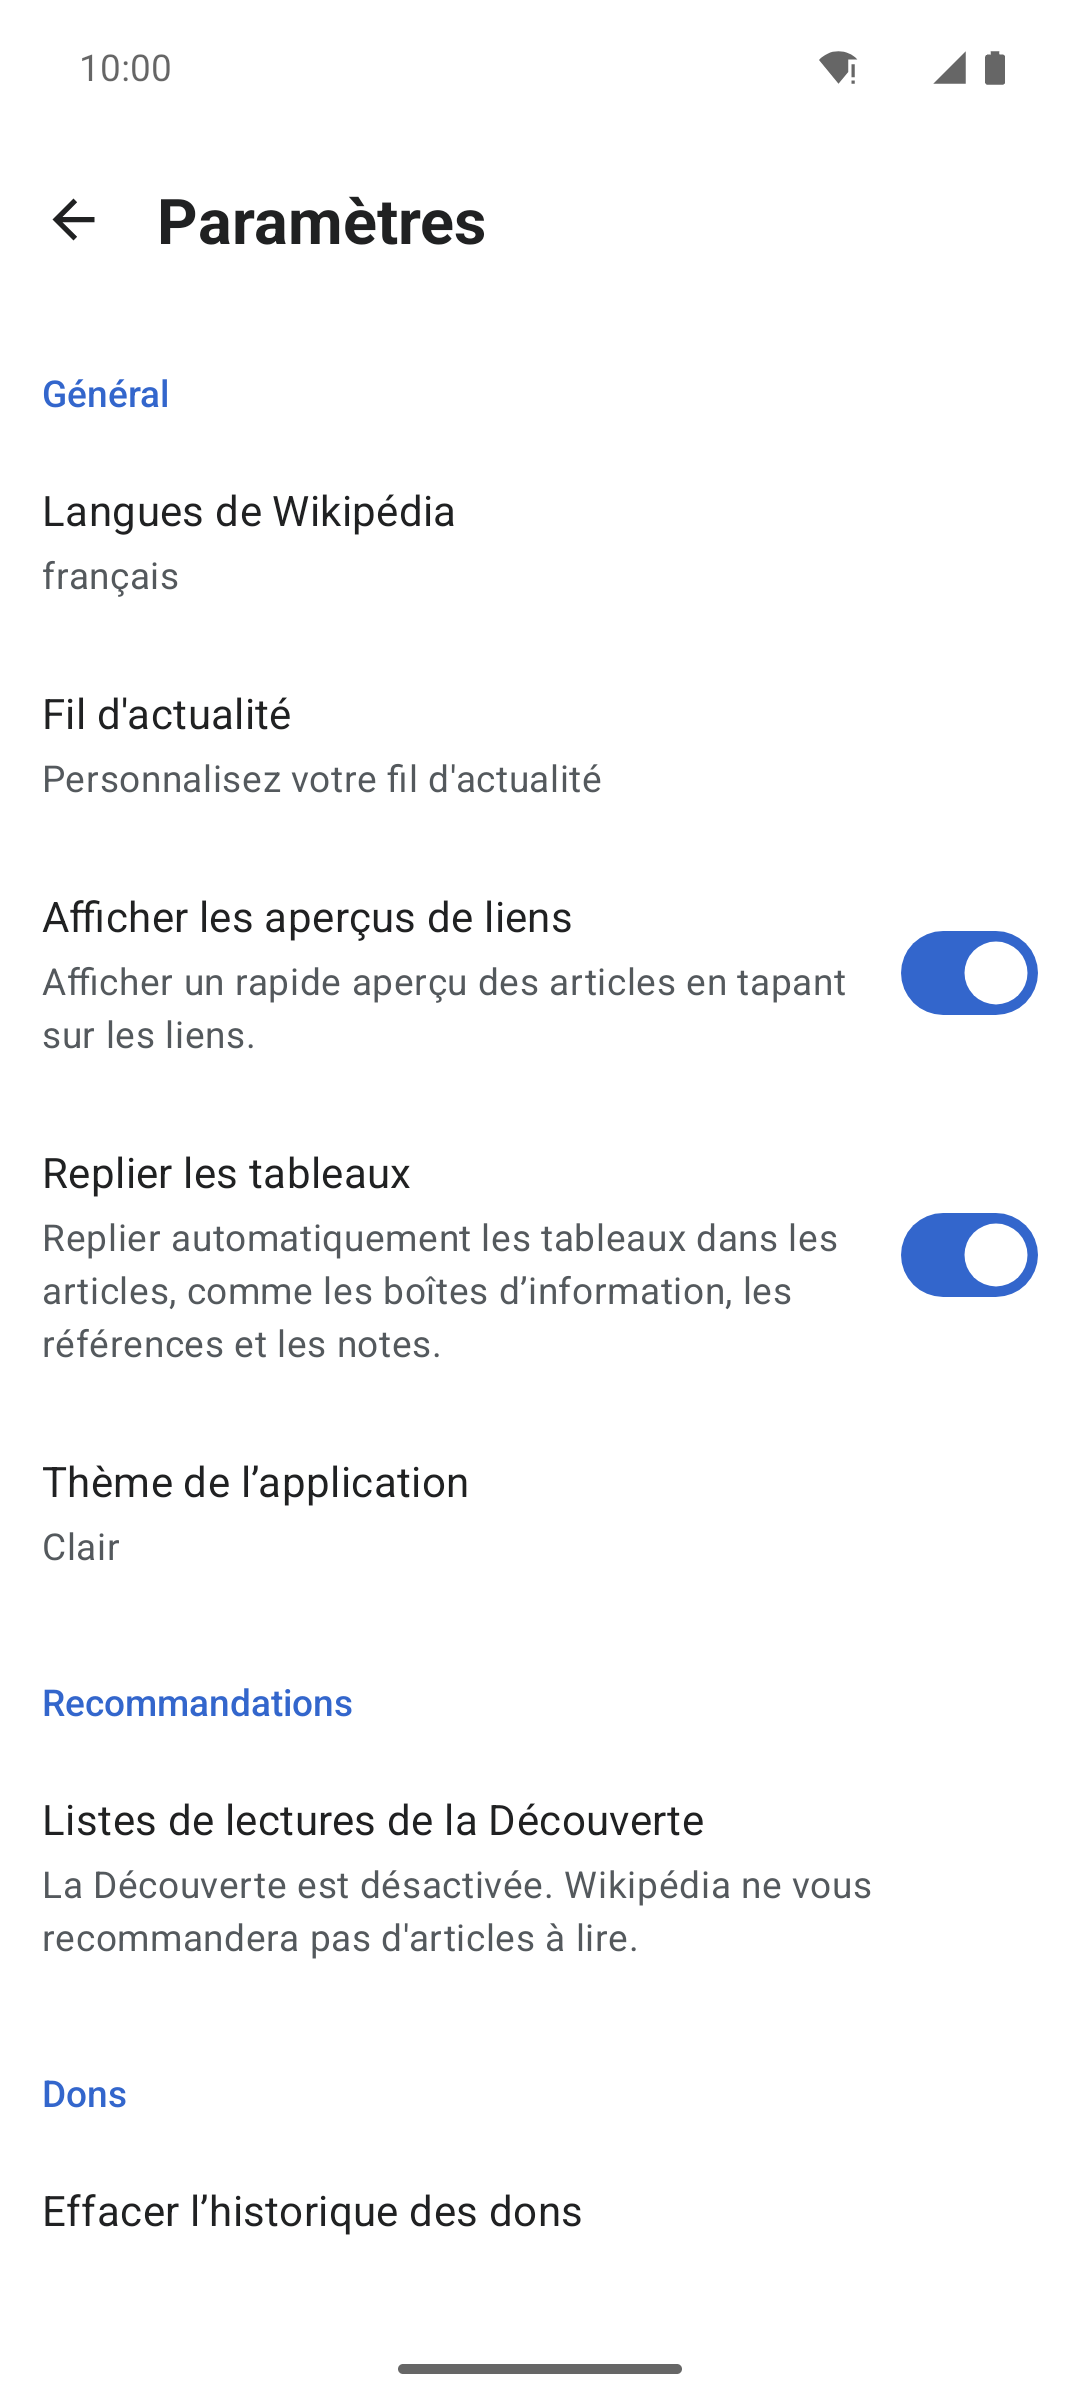 10:00
Paramètres
Général
Langues de Wikipédia
français
Fil d'actualité
Personnalisez votre fil d'actualité
Afficher les aperçus de liens
Afficher un rapide aperçu des articles en tapant
sur les liens.
Replier les tableaux
Replier automatiquement les tableaux dans les
articles, comme les boîtes d’information, les
références et les notes.
Thème de l’application
Clair
Recommandations
Listes de lectures de la Découverte
La Découverte est désactivée. Wikipédia ne vous
recommandera pas d'articles à lire.
Dons
Effacer l’historique des dons